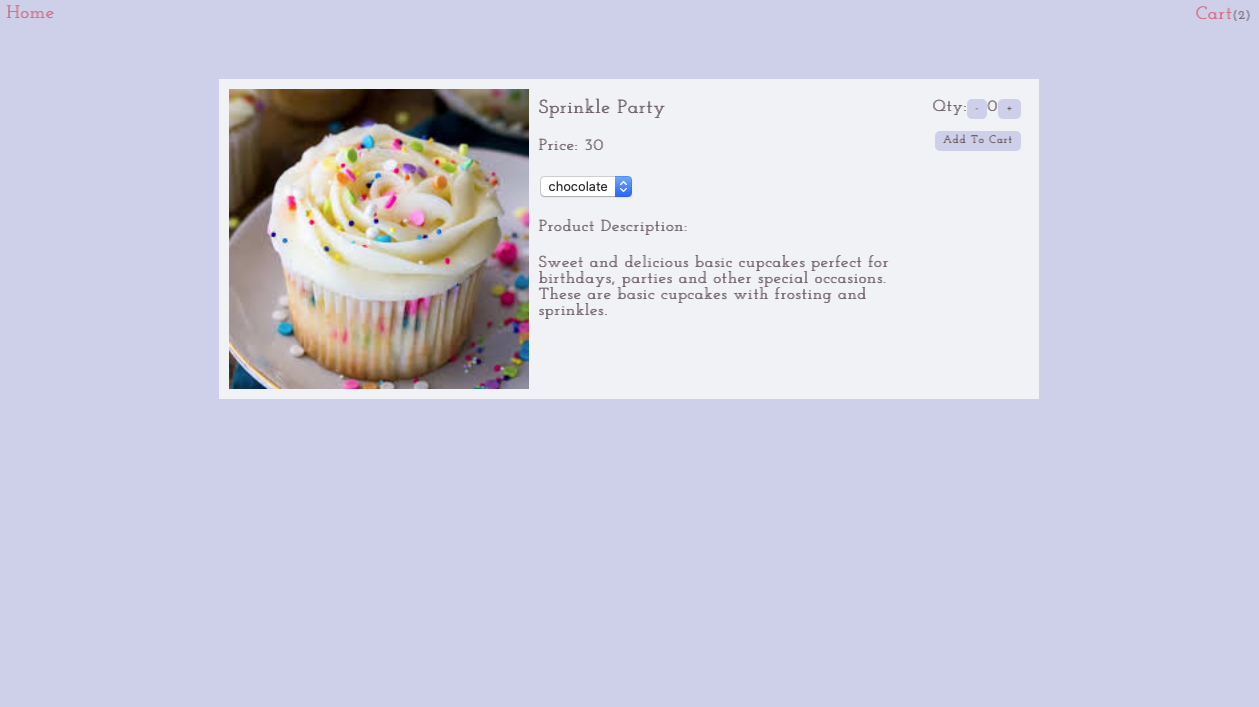 Home
Cart(2)
Sprinkle Party
Price: 30
chocolate
Product Description:
Sweet and delicious basic cupcakes perfect for
birthdays, parties and other special occasions.
These are basic cupcakes with frosting and
sprinkles.
Qty: - 0 +
Add To Cart